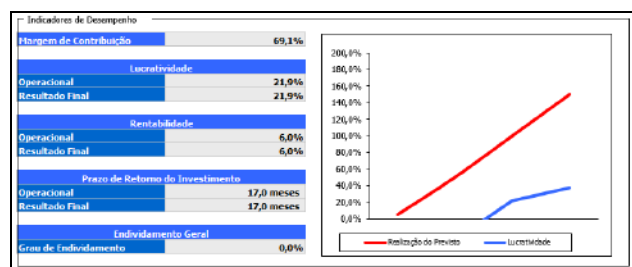 Indicadores de Desempenho
Margem de Contribuição 69,1%
Lucratividade
Operacional 21,9%
Resultado Final 21,9%
Rentabilidade
Operacional 6,0%
Resultado Final 6,0%
Prazo de Retorno do Investimento
Operacional 17,0 meses
Resultado Final 17,0 meses
Endividamento Geral
Grau de Endividamento 0,0%
200,0%
180,0%
160,0%
140,0%
120,0%
100,0%
80,0%
60,0%
40,0%
20,0%
0,0%
Realização do Previsto Lucratividade